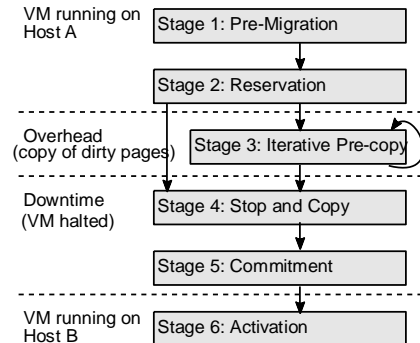 VM running on
Host A
Stage 1: Pre-Migration
Stage 2: Reservation
Overhead
(copy of dirty pages)
Stage 3: Iterative Pre-copy
Downtime
(VM halted)
Stage 4: Stop and Copy
Stage 5: Commitment
VM running on
Host B
Stage 6: Activation